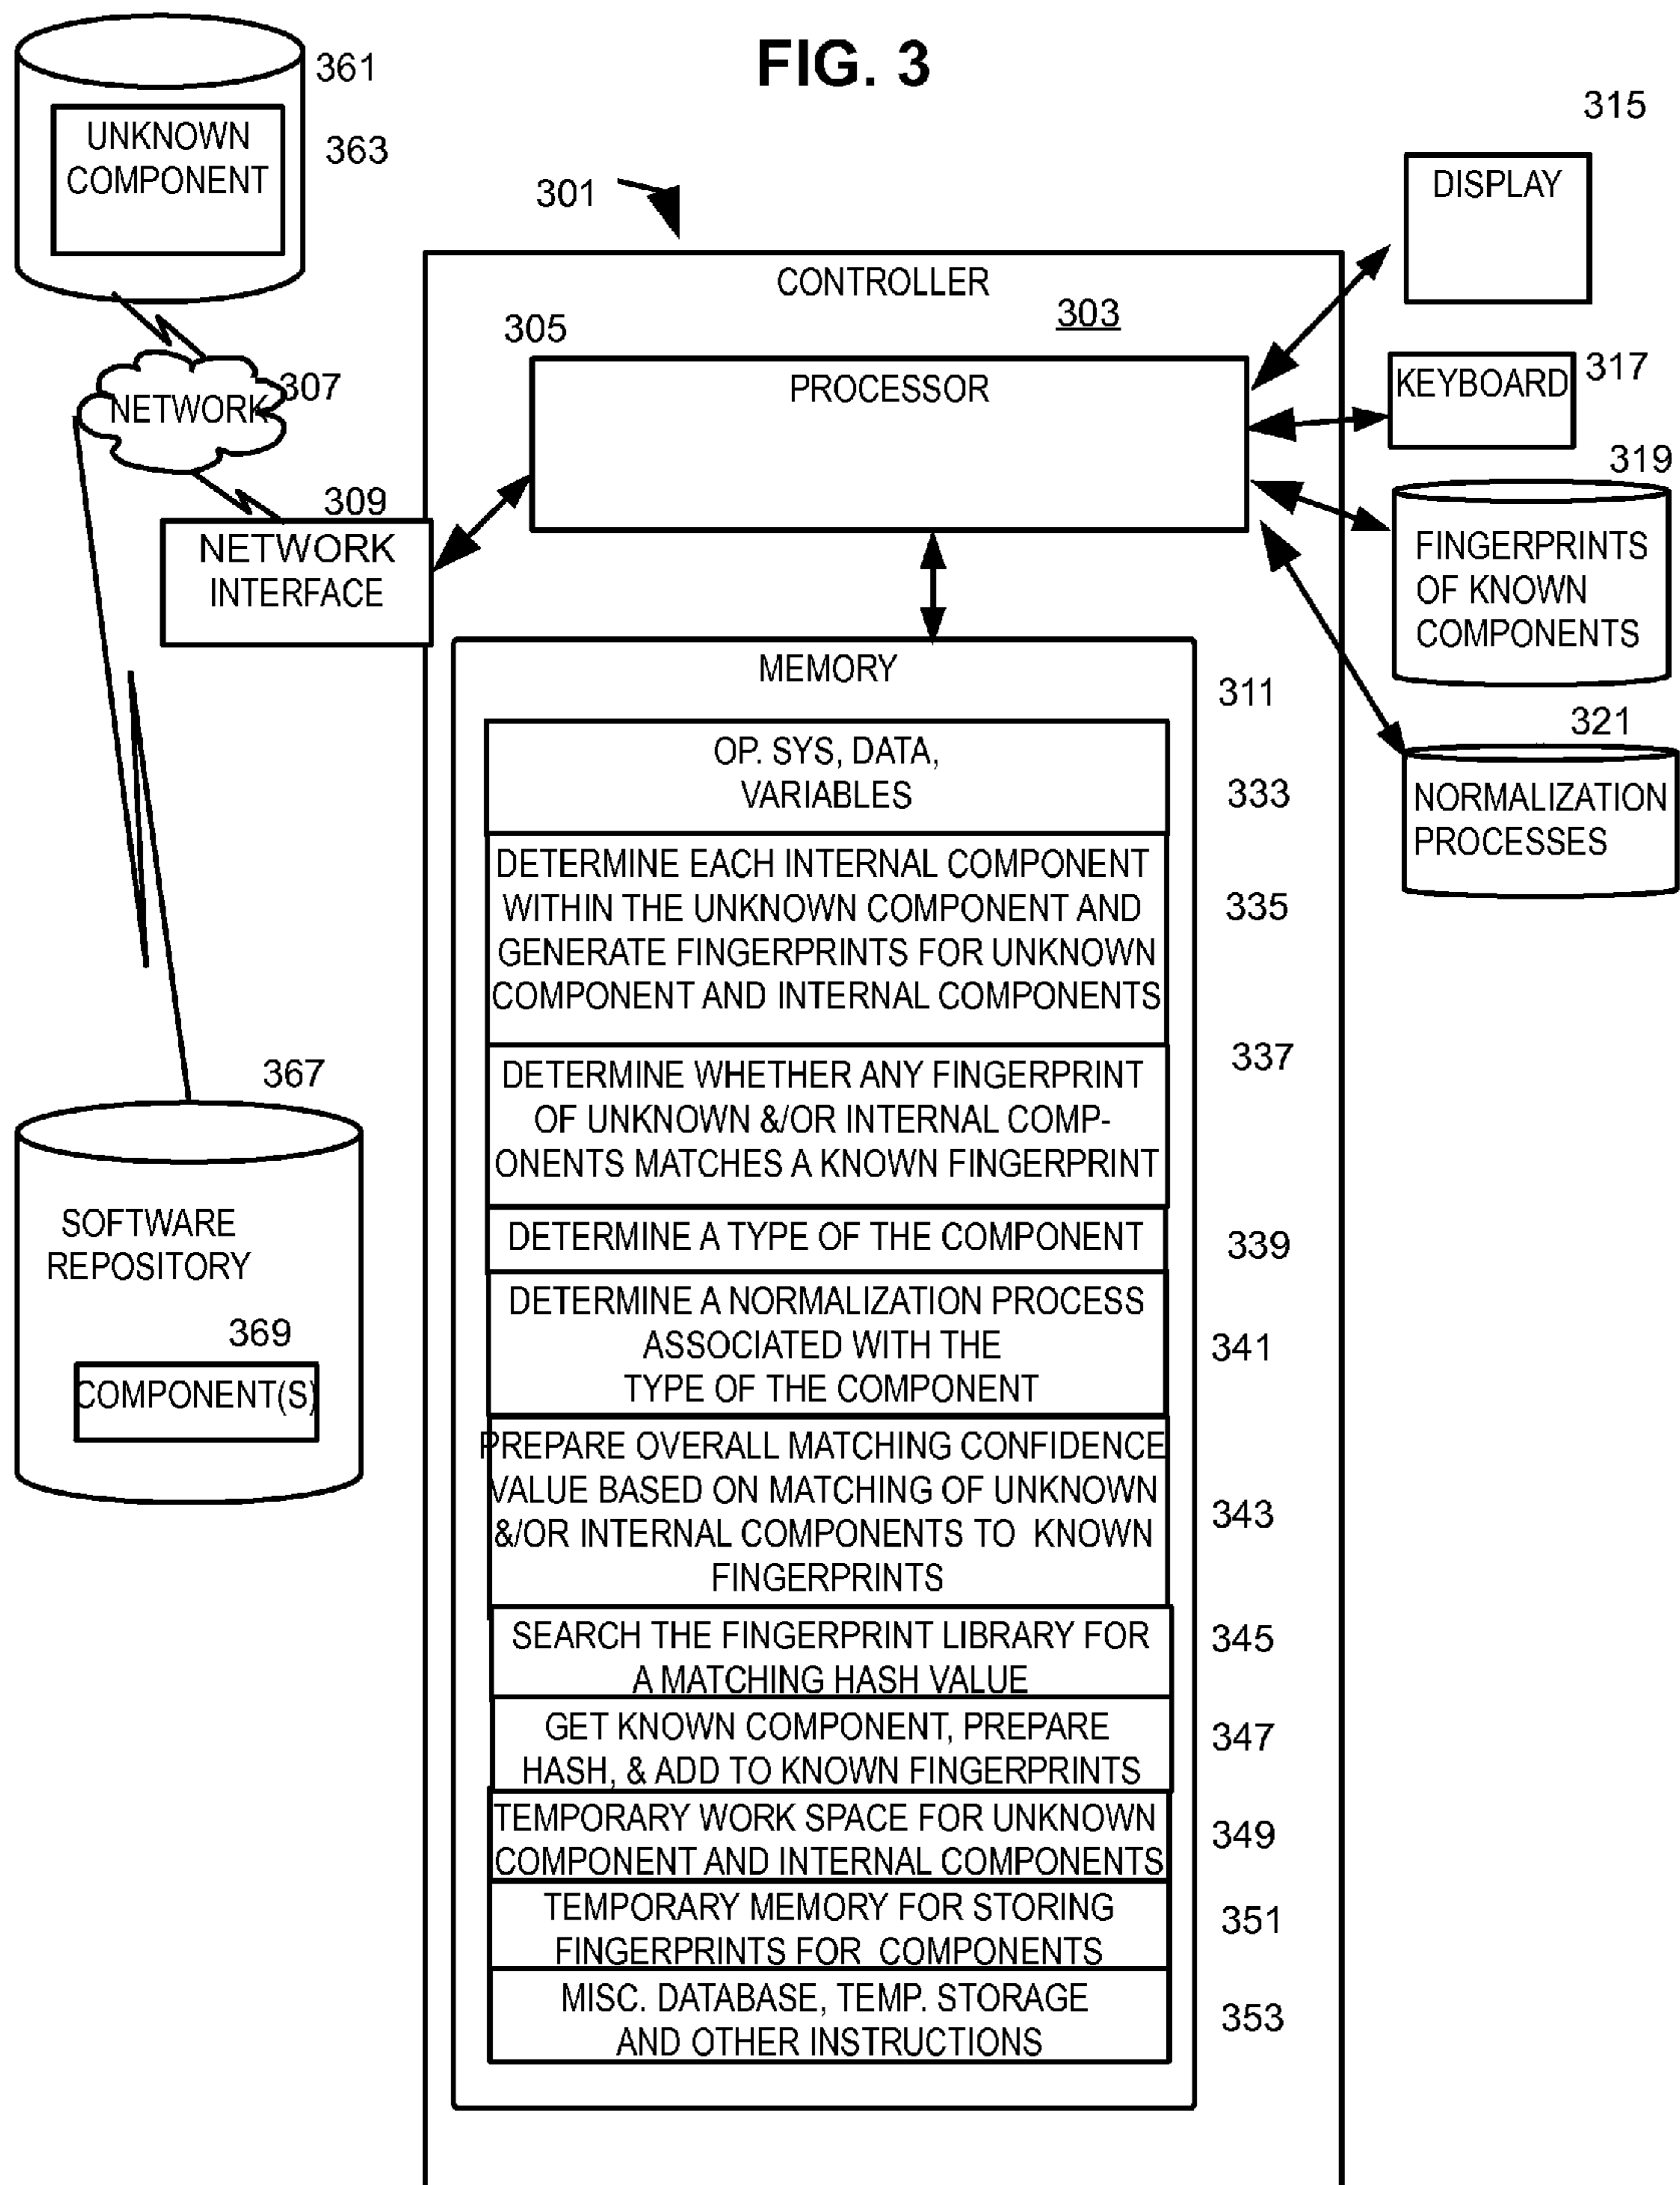 FIG. 3
361
UNKNOWN
COMPONENT
363
301
315
DISPLAY
CONTROLLER
303
305
PROCESSOR
307
NETWORK
KEYBOARD
317
309
NETWORK
INTERFACE
319
FINGERPRINTS
OF KNOWN
COMPONENTS
321
NORMALIZATION
PROCESSES
MEMORY
311
OP. SYS, DATA,
VARIABLES
333
DETERMINE EACH INTERNAL COMPONENT
WITHIN THE UNKNOWN COMPONENT AND
GENERATE FINGERPRINTS FOR UNKNOWN
COMPONENT AND INTERNAL COMPONENTS
335
DETERMINE WHETHER ANY FINGERPRINT
OF UNKNOWN &/OR INTERNAL COMP-
ONENTS MATCHES A KNOWN FINGERPRINT
337
DETERMINE A TYPE OF THE COMPONENT
339
DETERMINE A NORMALIZATION PROCESS
ASSOCIATED WITH THE
TYPE OF THE COMPONENT
341
PREPARE OVERALL MATCHING CONFIDENCE
VALUE BASED ON MATCHING OF UNKNOWN
&/OR INTERNAL COMPONENTS TO KNOWN
FINGERPRINTS
343
SEARCH THE FINGERPRINT LIBRARY FOR
A MATCHING HASH VALUE
345
GET KNOWN COMPONENT, PREPARE
HASH, & ADD TO KNOWN FINGERPRINTS
347
TEMPORARY WORK SPACE FOR UNKNOWN
COMPONENT AND INTERNAL COMPONENTS
349
TEMPORARY MEMORY FOR STORING
FINGERPRINTS FOR COMPONENTS
351
MISC. DATABASE, TEMP. STORAGE
AND OTHER INSTRUCTIONS
353
367
SOFTWARE
REPOSITORY
369
COMPONENT(S)